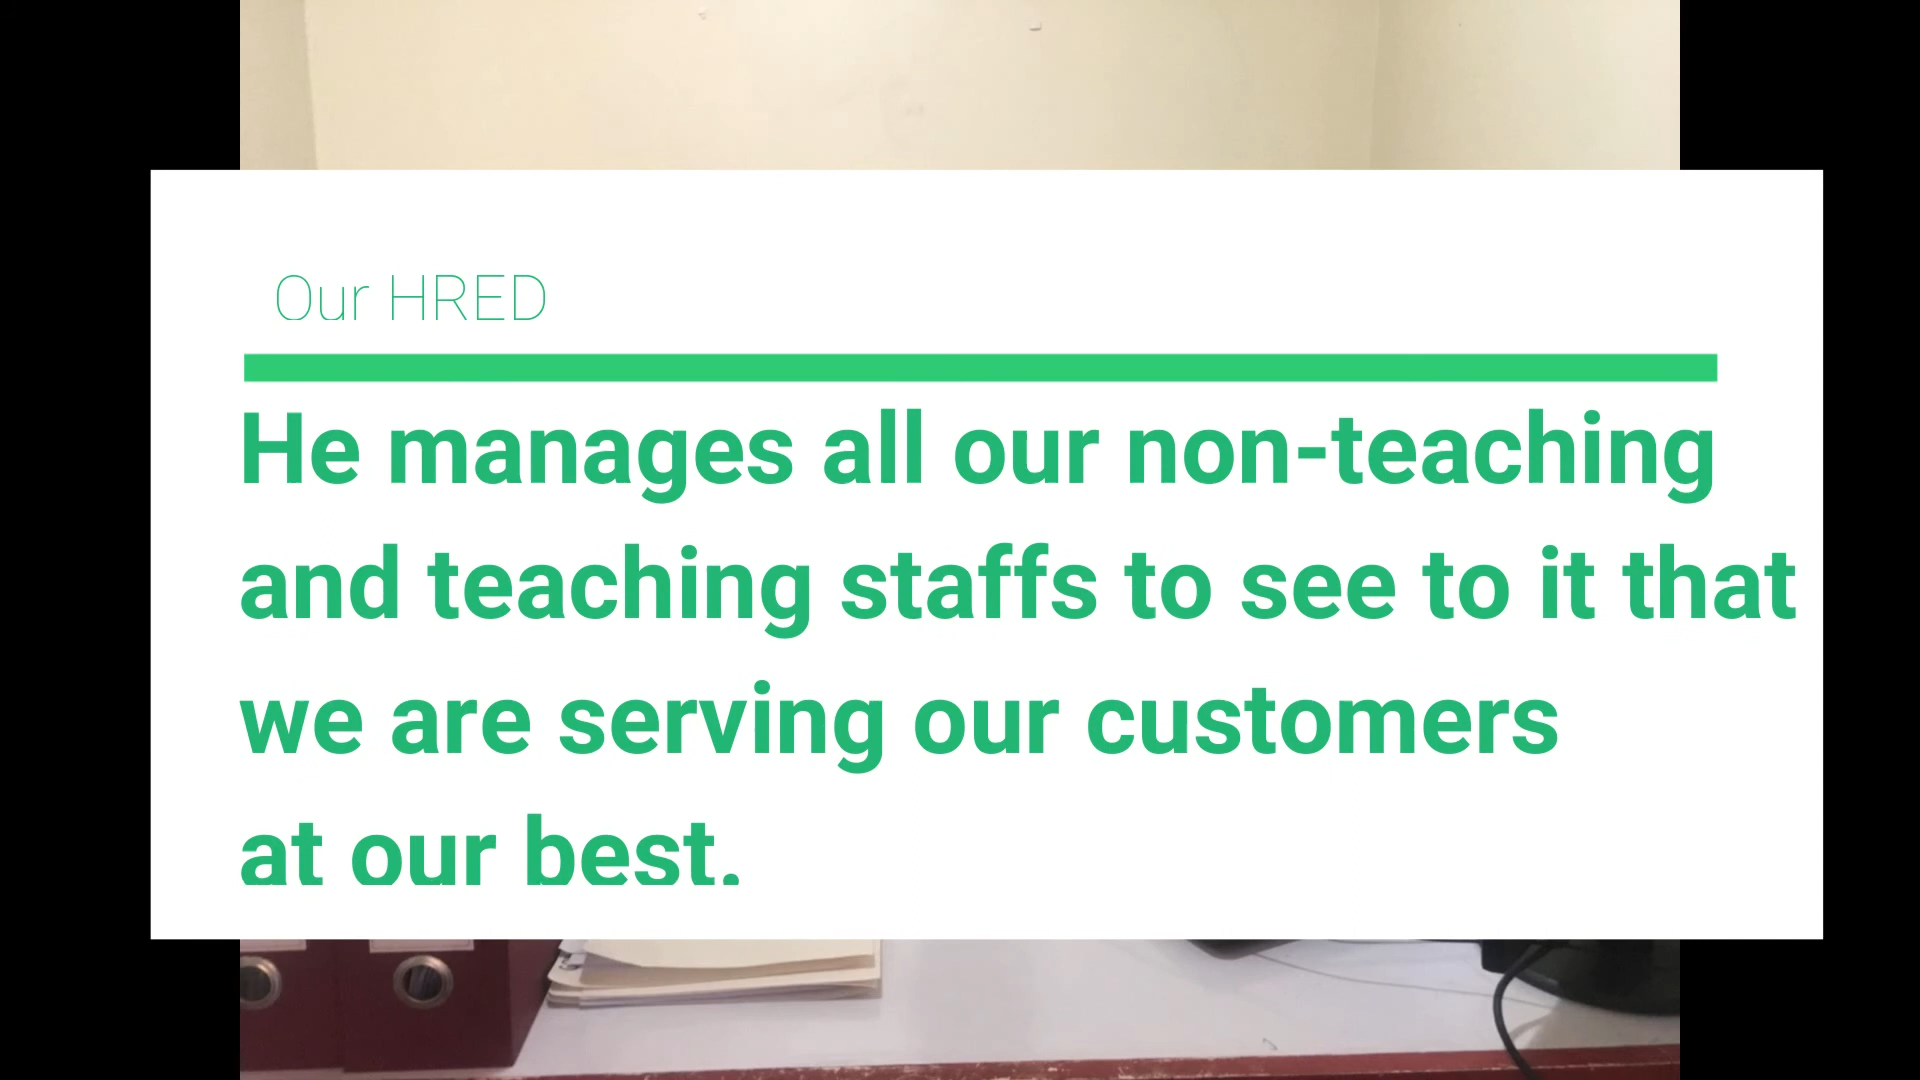 Our HRED
He manages all our non-teaching
and teaching staffs to see to it that
we are serving our customers
at our best.